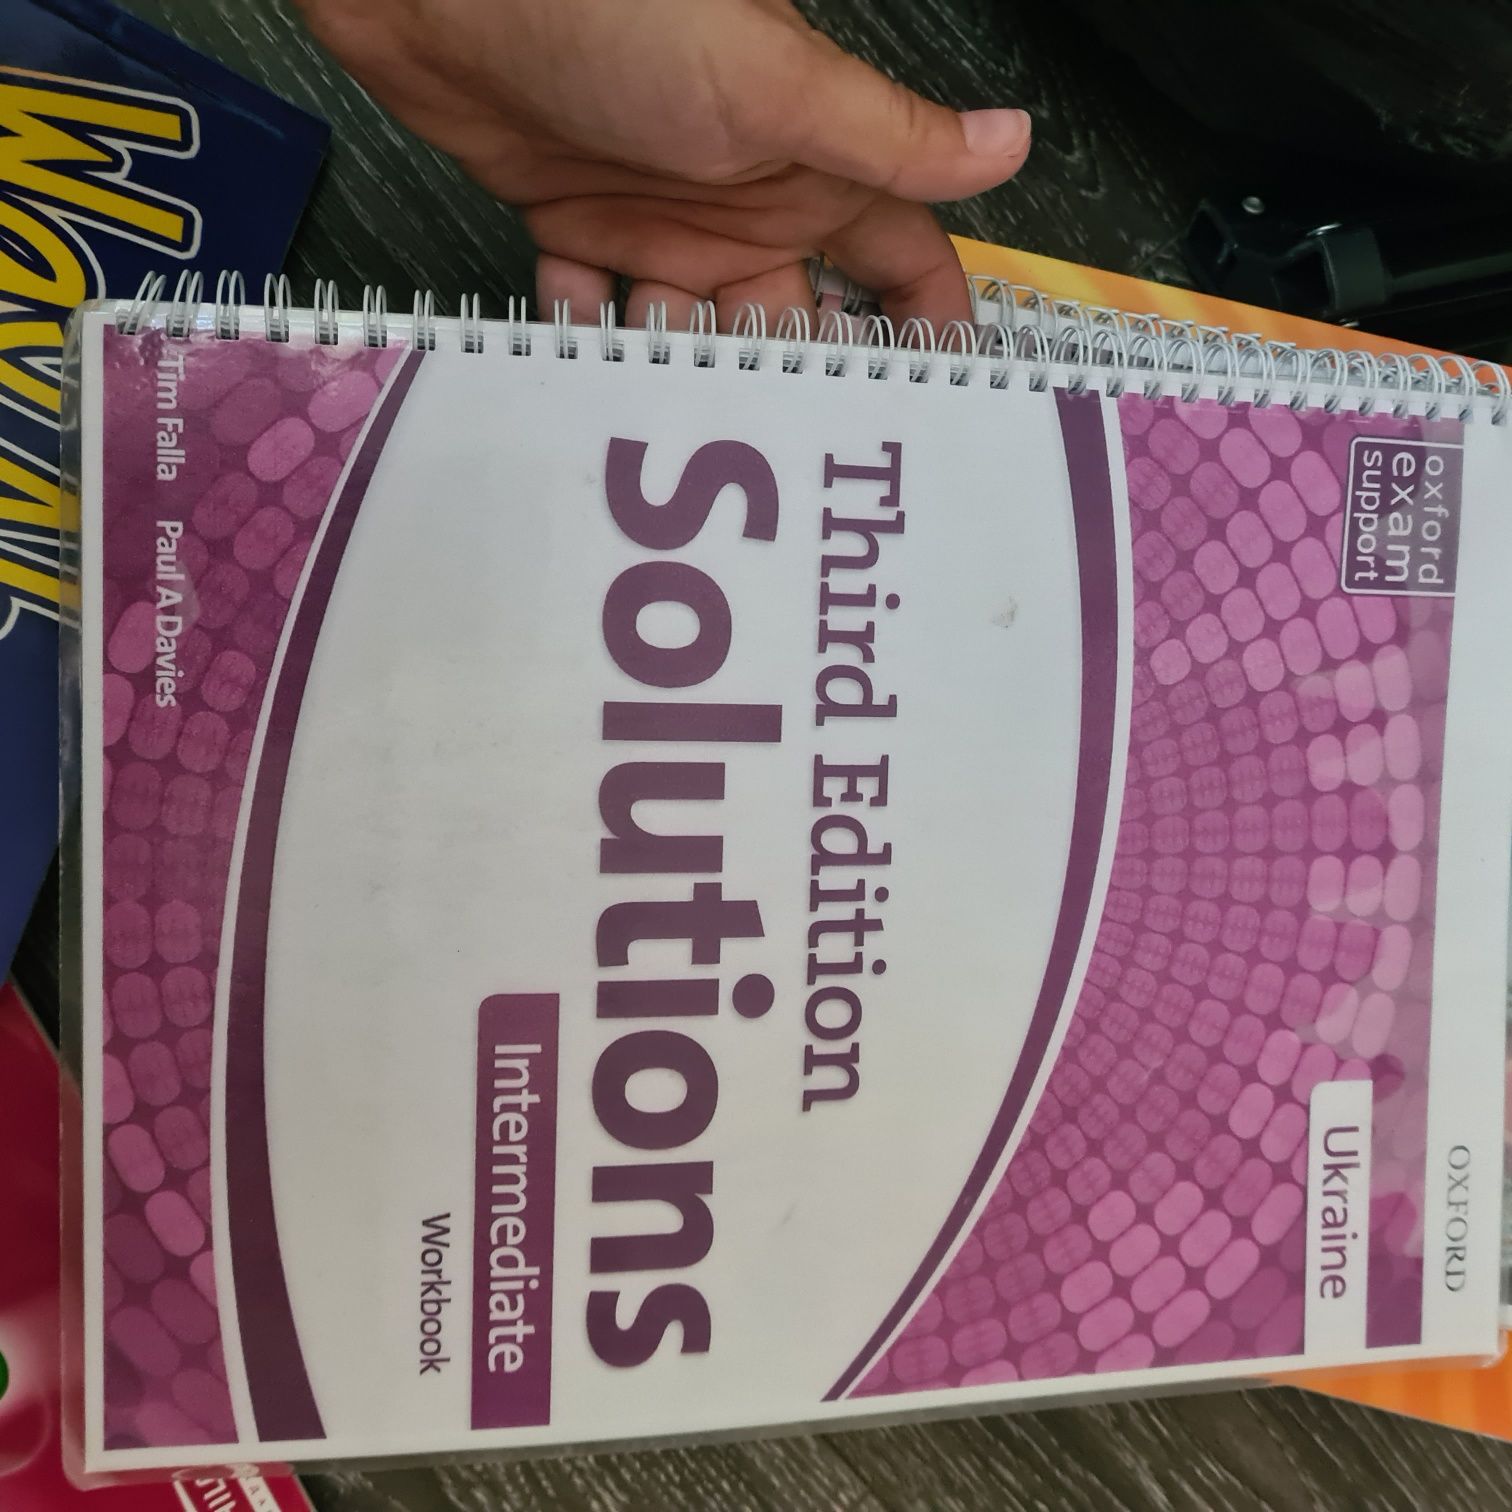 OXFORD
oxford
exam
support
Ukraine
Third Edition
Solutions
Intermediate
Workbook
Tim Falla Paul A Davies